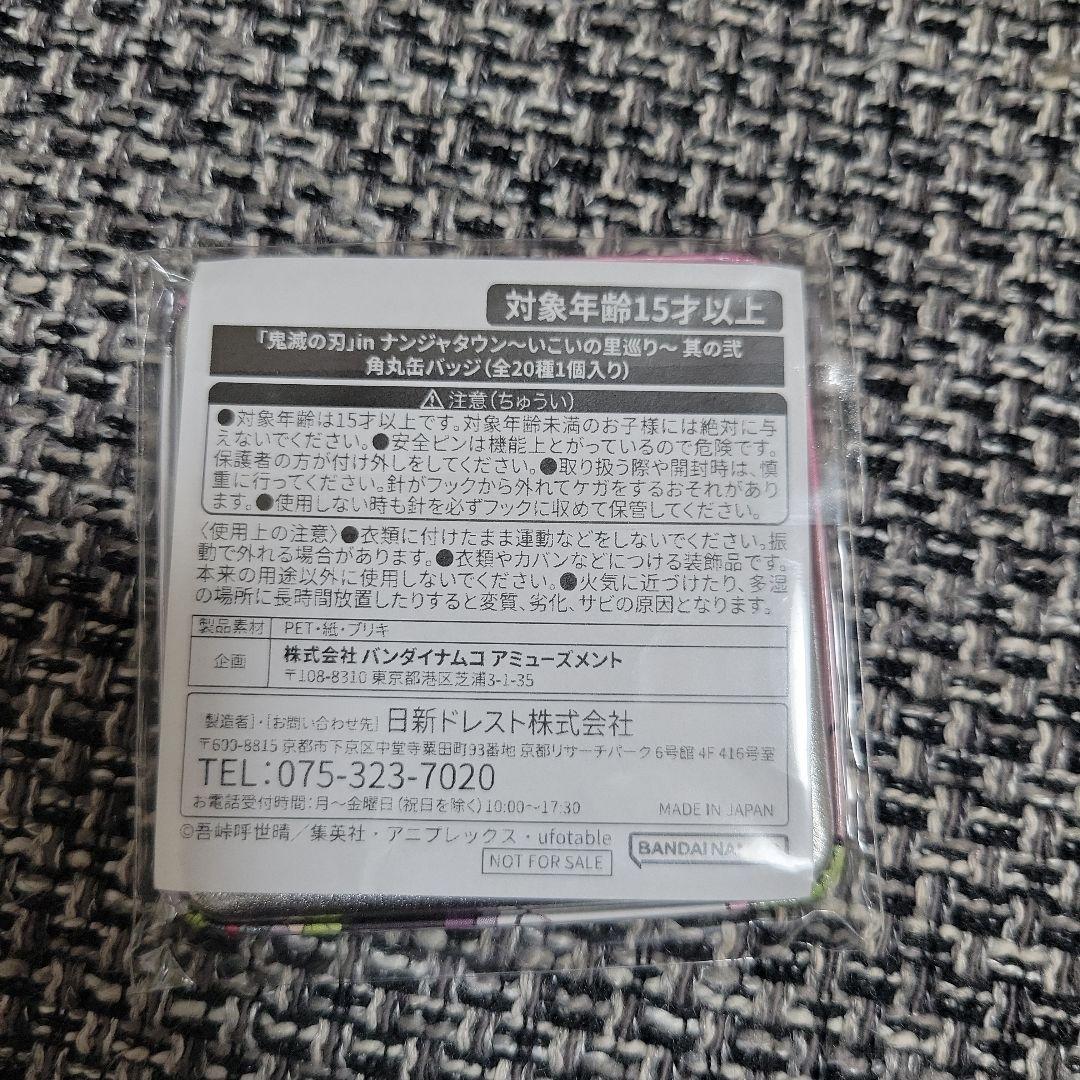 対象年齢15才以上
「鬼滅の刃」in ナンジャタウン～いこいの里巡り～ 其の弐
角丸缶バッジ（全20種1個入り）
⚠注意（ちゅうい）
●対象年齢は15才以上です。対象年齢未満のお子様には絶対に与
えないでください。●安全ピンは機能上とがっているので危険です。
保護者の方が付け外しをしてください。●取り扱う際や開封時は、慎
重に行ってください。針がフックから外れてケガをするおそれがあり
ます。●使用しない時も針を必ずフックに収めて保管してください。
〈使用上の注意〉●衣類に付けたまま運動などをしないでください。振
動で外れる場合があります。●衣類やカバンなどにつける装飾品です。
本来の用途以外に使用しないでください。●火気に近づけたり、多湿
の場所に長時間放置したりすると変質、劣化、サビの原因となります。
製品素材 PET・紙・ブリキ
企画 株式会社 バンダイナムコ アミューズメント
〒108-8310 東京都港区芝浦3-1-35
製造者]・[お問い合わせ先] 日新ドレスト株式会社
〒600-8815 京都市下京区中堂寺粟田町93番地 京都リサーチパーク6号館 4F 416号室
TEL：075-323-7020
お電話受付時間：月～金曜日（祝日を除く）10:00～17:30 MADE IN JAPAN
©吾峠呼世晴／集英社・アニプレックス・ufotable
NOT FOR SALE
BANDAI